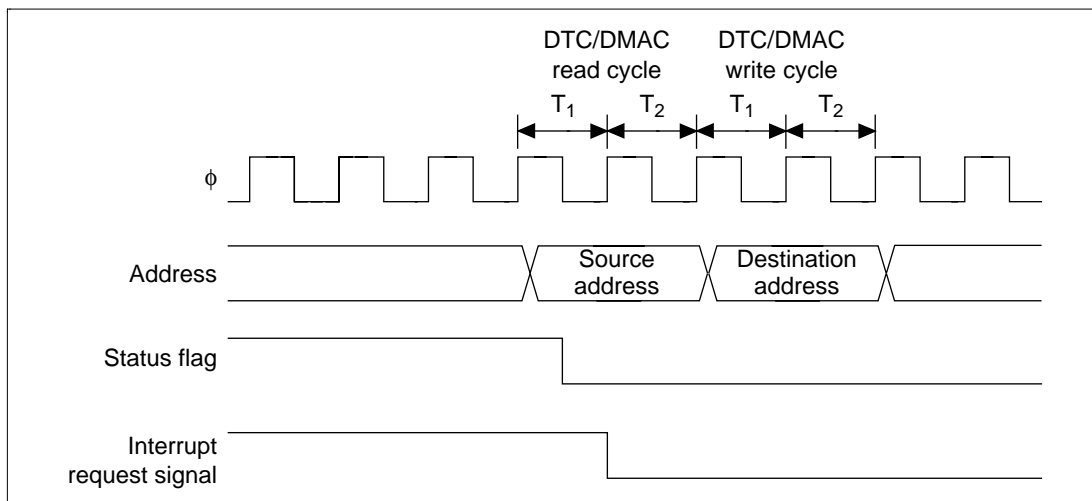 DTC/DMAC DTC/DMAC
read cycle write cycle
T1 T2 T1 T2
ϕ
Address
Source
address
Destination
address
Status flag
Interrupt
request signal